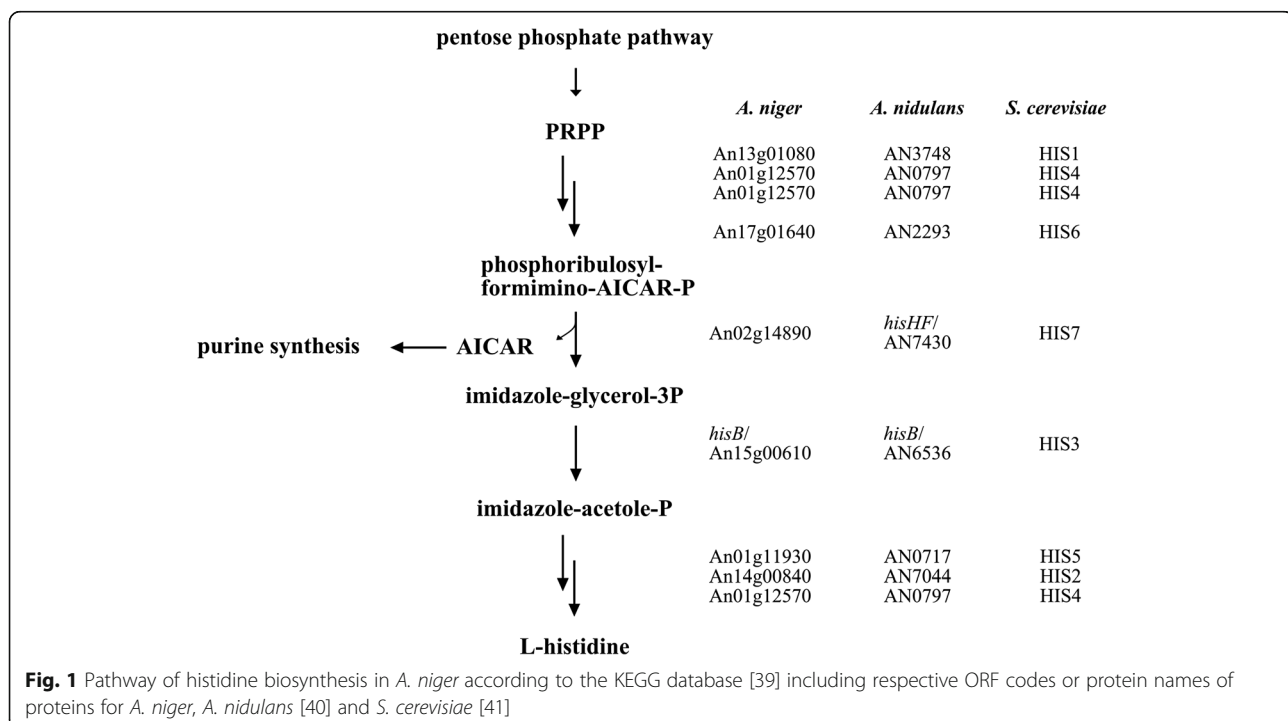 pentose phosphate pathway
A. niger A. nidulans S. cerevisiae
PRPP
An13g01080 AN3748 HIS1
An01g12570 AN0797 HIS4
An01g12570 AN0797 HIS4
An17g01640 AN2293 HIS6
phosphoribulosyl-
formimino-AICAR-P
hisHF/
An02g14890 AN7430 HIS7
purine synthesis AICAR
imidazole-glycerol-3P
hisB/ hisB/
An15g00610 AN6536 HIS3
imidazole-acetole-P
An01g11930 AN0717 HIS5
An14g00840 AN7044 HIS2
An01g12570 AN0797 HIS4
L-histidine
Fig. 1 Pathway of histidine biosynthesis in A. niger according to the KEGG database [39] including respective ORF codes or protein names of
proteins for A. niger, A. nidulans [40] and S. cerevisiae [41]